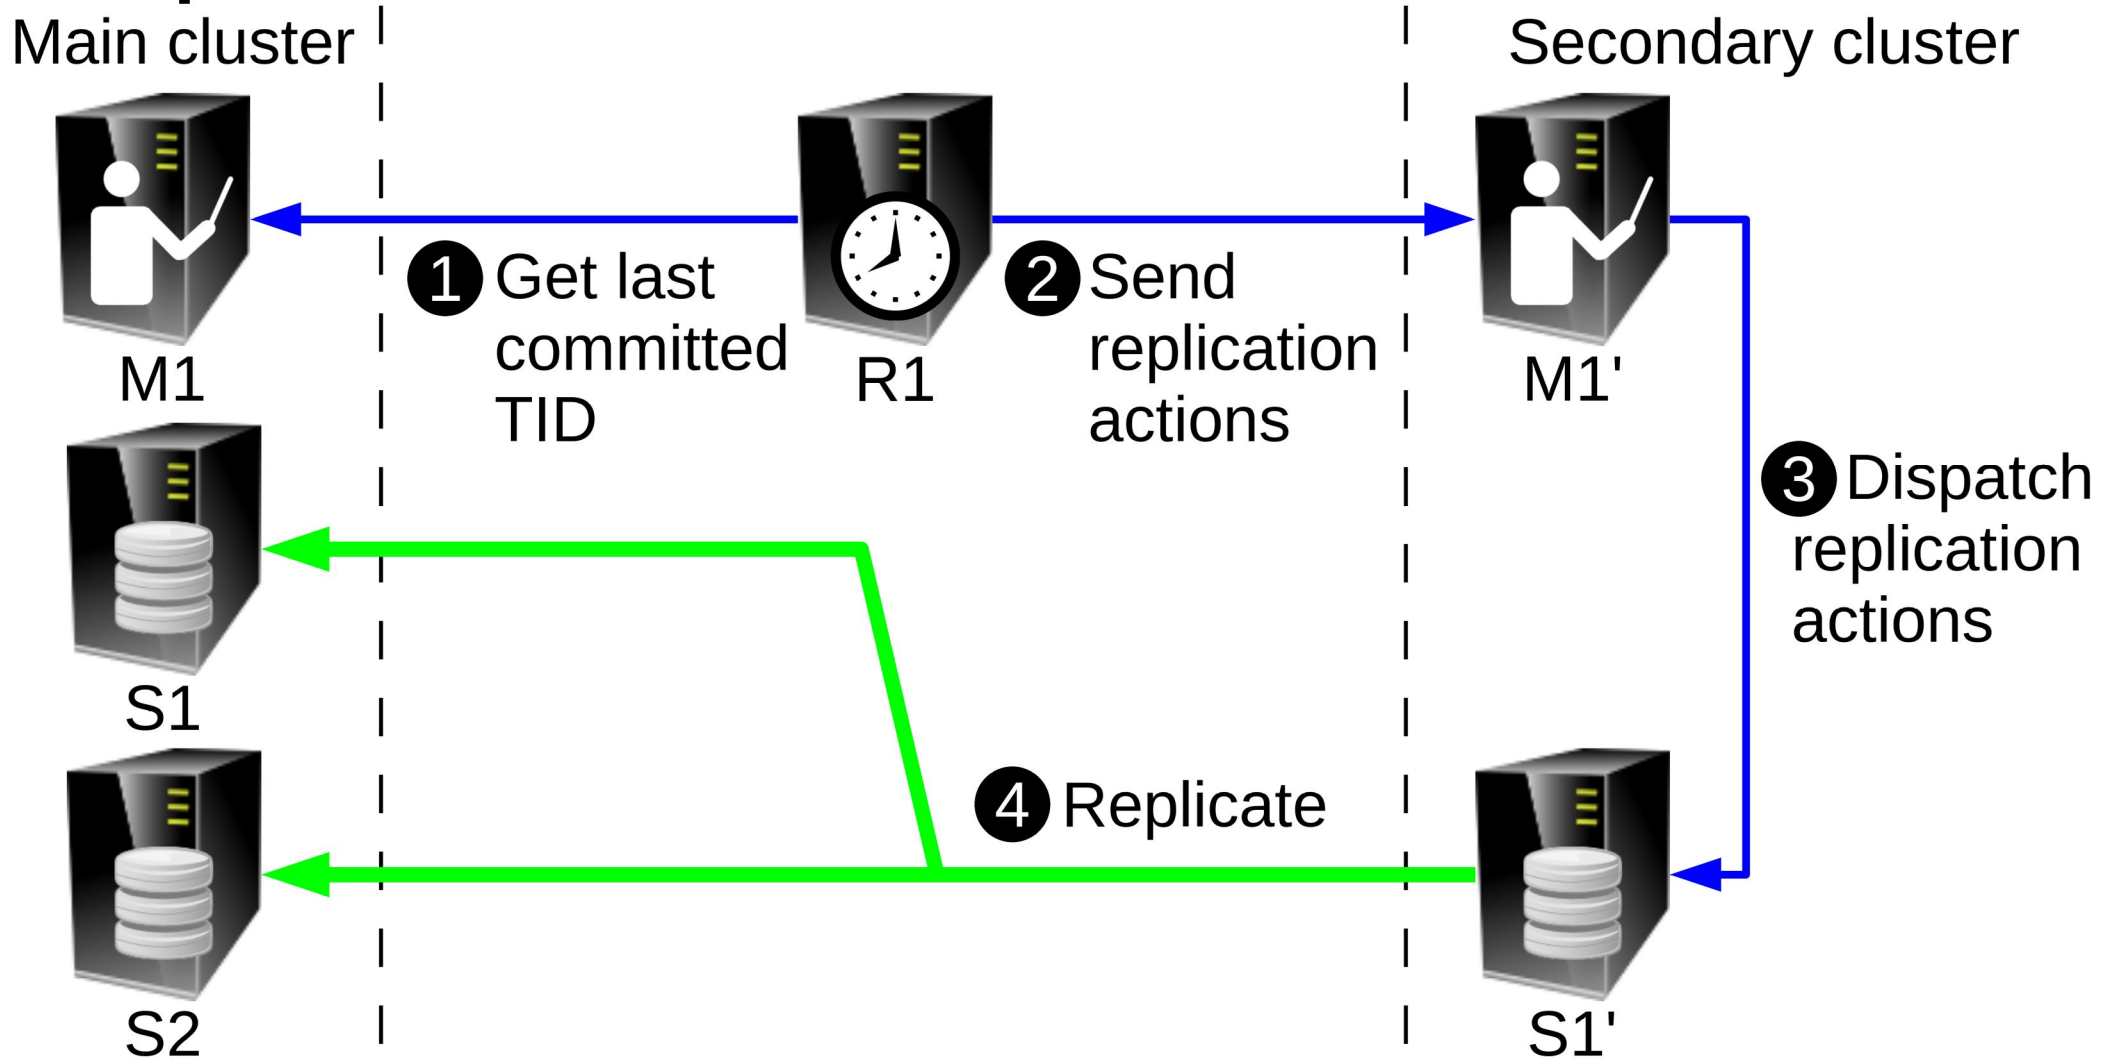 Main cluster
Secondary cluster
1 Get last
committed
TID
2 Send
replication
actions
M1
R1
M1'
3 Dispatch
replication
actions
S1
4 Replicate
S2
S1'